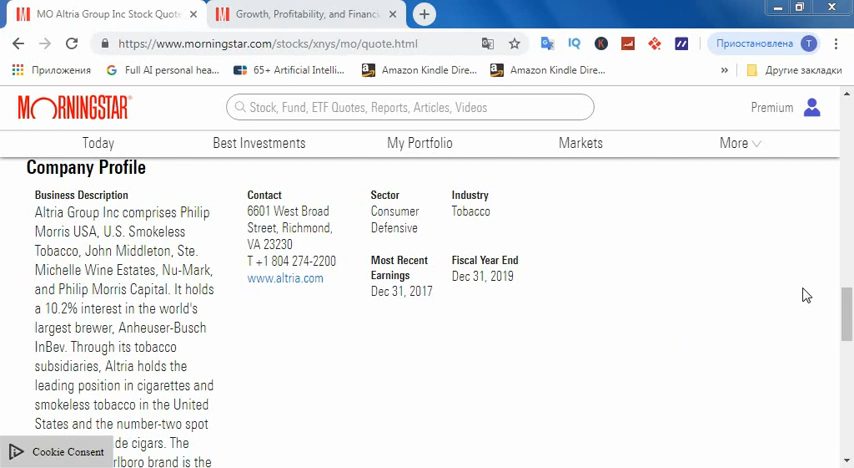 MO Altria Group Inc Stock Quote
Growth, Profitability, and Financi
https://www.morningstar.com/stocks/xnys/mo/quote.html
IQ
K
Приостановлена
T
Приложения
Full AI personal hea...
65+ Artificial Intelli...
Amazon Kindle Dire...
Amazon Kindle Dire...
»
Другие закладки
MORNINGSTAR®
Stock, Fund, ETF Quotes, Reports, Articles, Videos
Premium
Today
Best Investments
My Portfolio
Markets
More
Company Profile
Business Description
Altria Group Inc comprises Philip
Morris USA, U.S. Smokeless
Tobacco, John Middleton, Ste.
Michelle Wine Estates, Nu-Mark,
and Philip Morris Capital. It holds
a 10.2% interest in the world's
largest brewer, Anheuser-Busch
InBev. Through its tobacco
subsidiaries, Altria holds the
leading position in cigarettes and
smokeless tobacco in the United
States and the number-two spot
de cigars. The
rlboro brand is the
Contact
6601 West Broad
Street, Richmond,
VA 23230
T +1 804 274-2200
www.altria.com
Sector
Consumer
Defensive
Industry
Tobacco
Most Recent
Earnings
Dec 31, 2017
Fiscal Year End
Dec 31, 2019
Cookie Consent